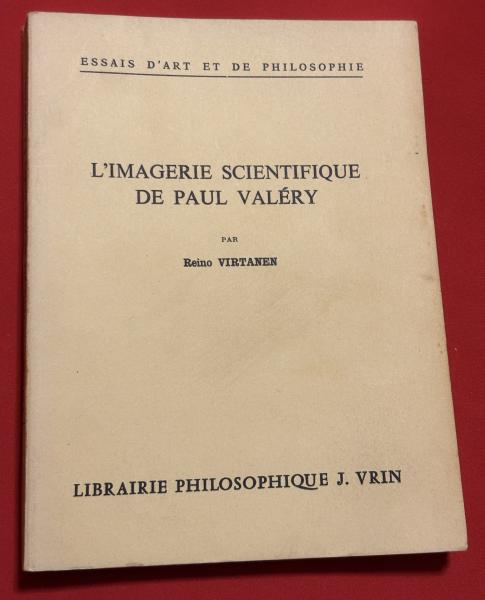 ESSAIS D'ART ET DE PHILOSOPHIE
L'IMAGERIE SCIENTIFIQUE
DE PAUL VALÉRY
PAR
Reino VIRTANEN
LIBRAIRIE PHILOSOPHIQUE J. VRIN